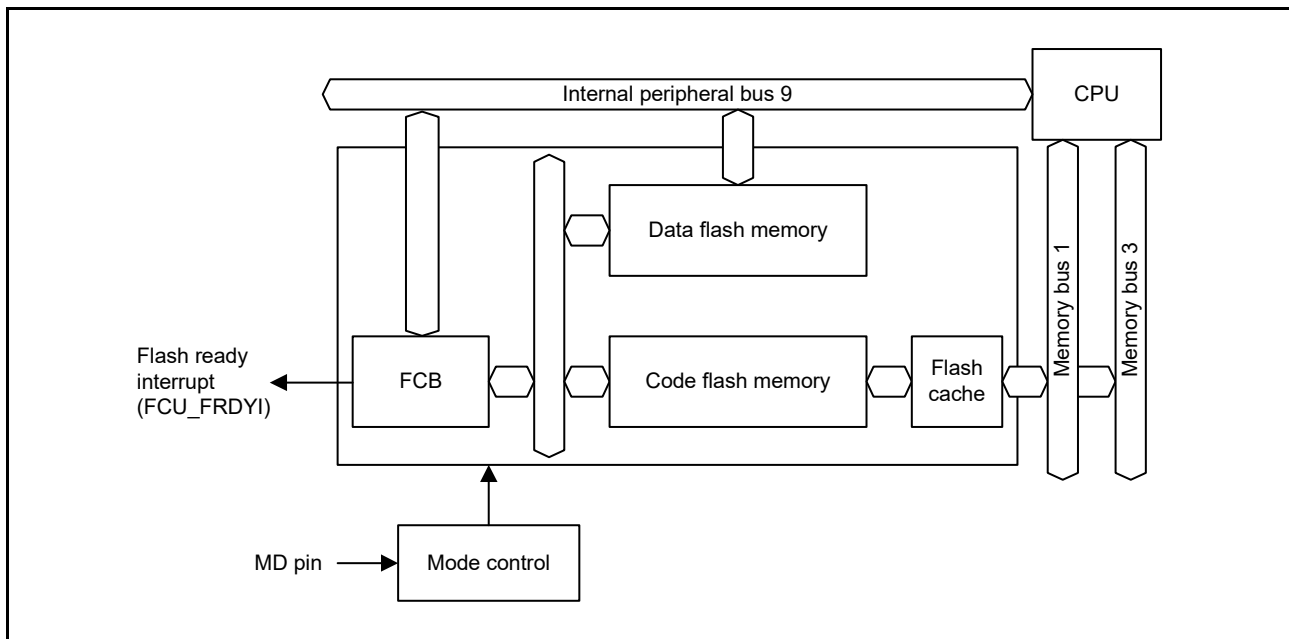 Internal peripheral bus 9
CPU
Data flash memory
Memory bus 1
Memory bus 3
Flash ready
interrupt
(FCU_FRDYI)
FCB
Code flash memory
Flash
cache
MD pin
Mode control